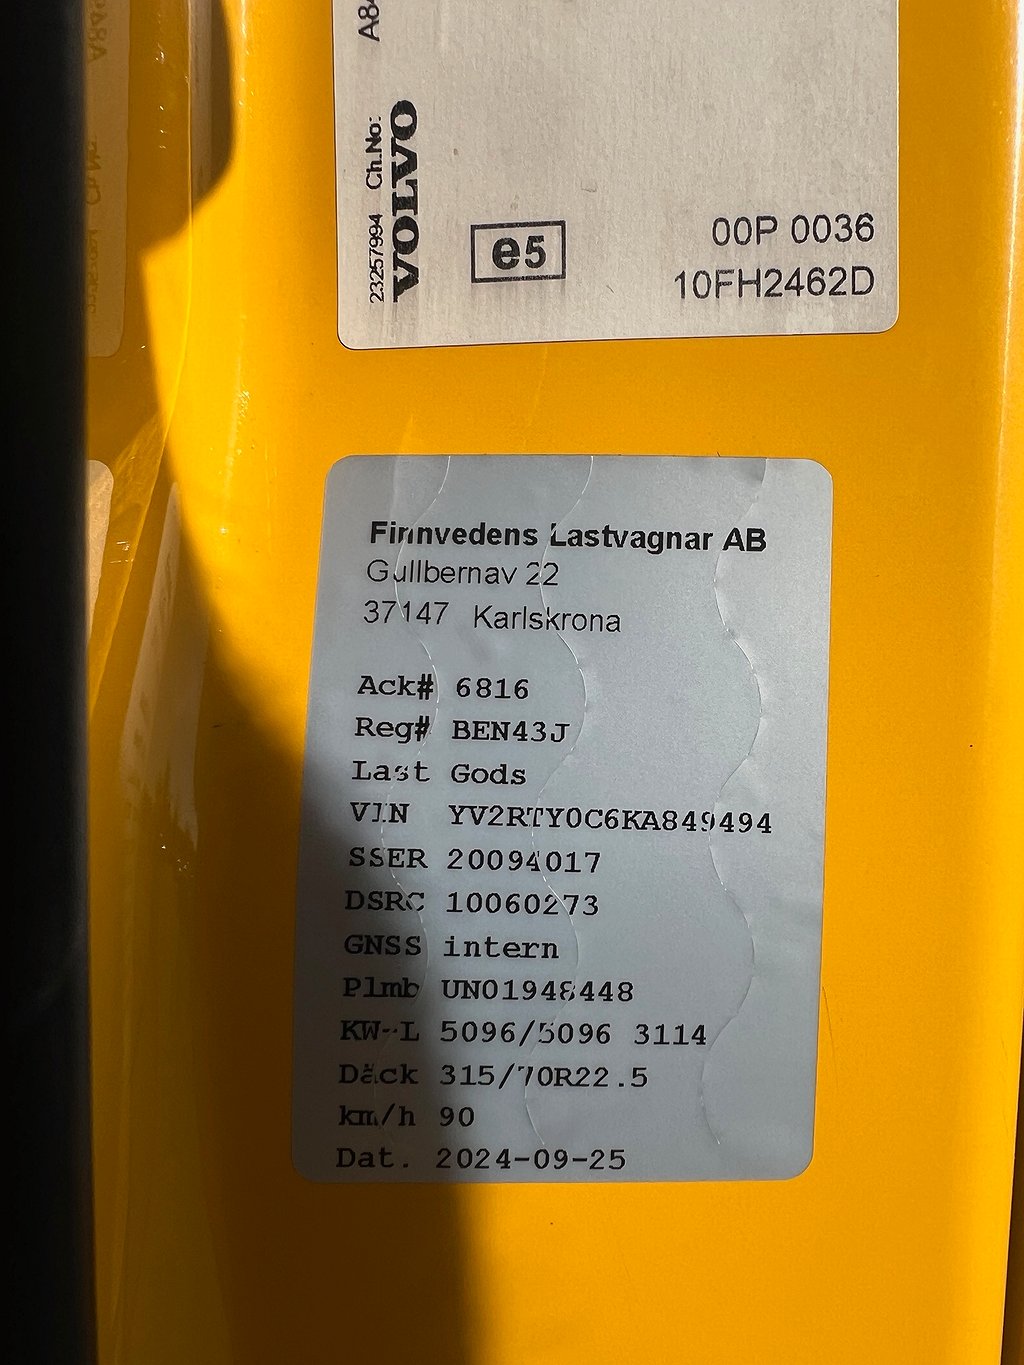 A84
23257994 Ch.No:
VOLVO
e5
00P 0036
10FH2462D
Finnvedens Lastvagnar AB
Gullbernav 22
37147 Karlskrona
Ack# 6816
Reg# BEN43J
Last Gods
VIN YV2RTY0C6KA849494
SSER 20094017
DSRC 10060273
GNSS intern
Plmb UN01948448
KW-L 5096/5096 3114
Däck 315/70R22.5
km/h 90
Dat. 2024-09-25